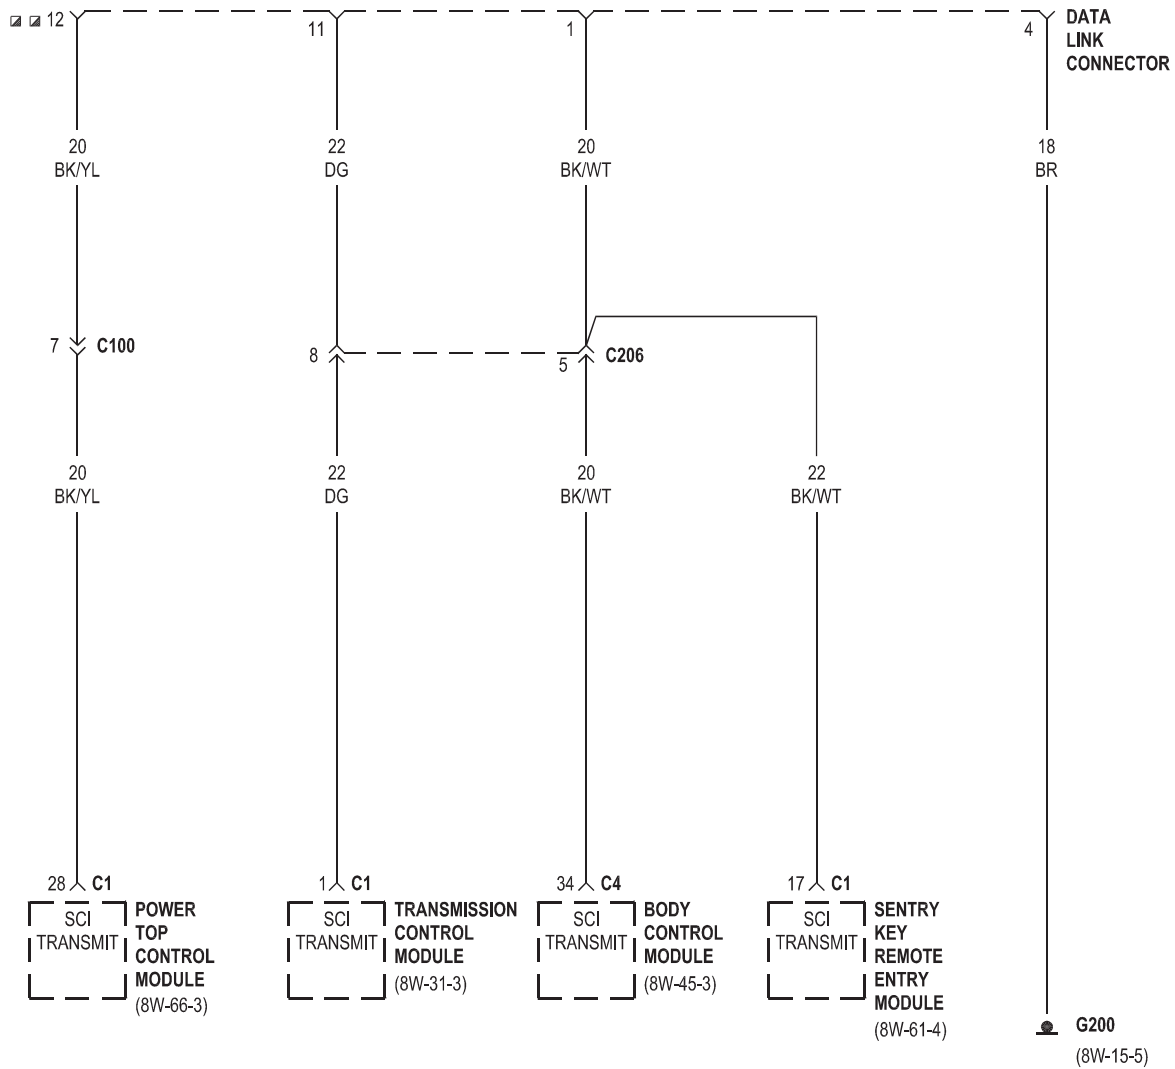 12
11
1
4
DATA
LINK
CONNECTOR
20
BK/YL
22
DG
20
BK/WT
18
BR
7
C100
8
5
C206
20
BK/YL
22
DG
20
BK/WT
22
BK/WT
28 C1
1 C1
34 C4
17 C1
SCI
TRANSMIT
POWER
TOP
CONTROL
MODULE
(8W-66-3)
SCI
TRANSMIT
TRANSMISSION
CONTROL
MODULE
(8W-31-3)
SCI
TRANSMIT
BODY
CONTROL
MODULE
(8W-45-3)
SCI
TRANSMIT
SENTRY
KEY
REMOTE
ENTRY
MODULE
(8W-61-4)
G200
(8W-15-5)